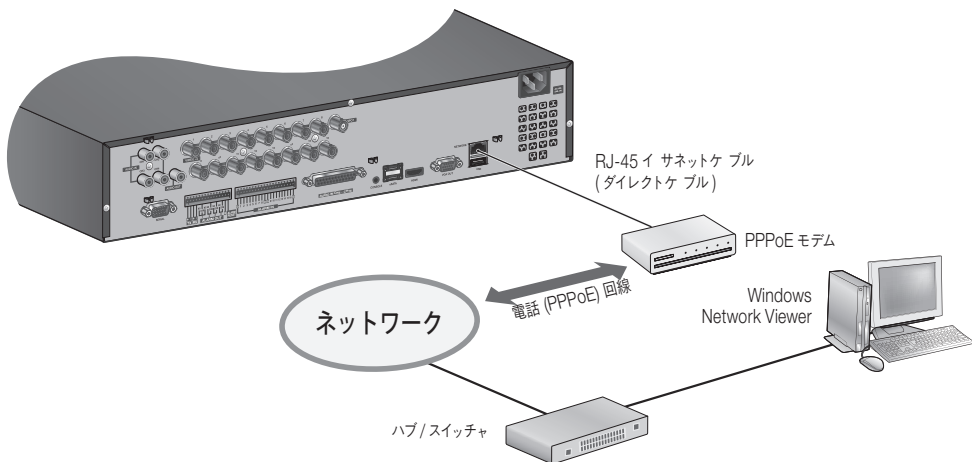 RJ-45 イ サネットケ ブル
(ダイレクトケ ブル)
PPPoE モデム
電話 (PPPoE) 回線
Windows
Network Viewer
ネットワーク
ハブ / スイッチャ